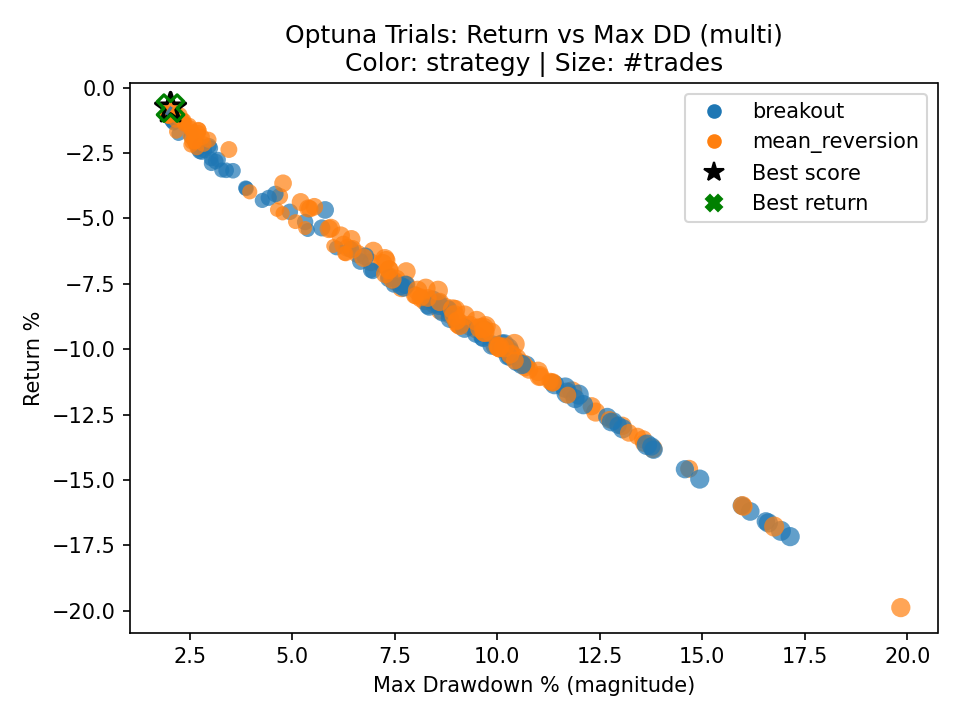 Optuna Trials: Return vs Max DD (multi)
Color: strategy | Size: #trades
breakout
mean_reversion
Best score
Best return
Return %
0.0
−2.5
−5.0
−7.5
−10.0
−12.5
−15.0
−17.5
−20.0
2.5 5.0 7.5 10.0 12.5 15.0 17.5 20.0
Max Drawdown % (magnitude)